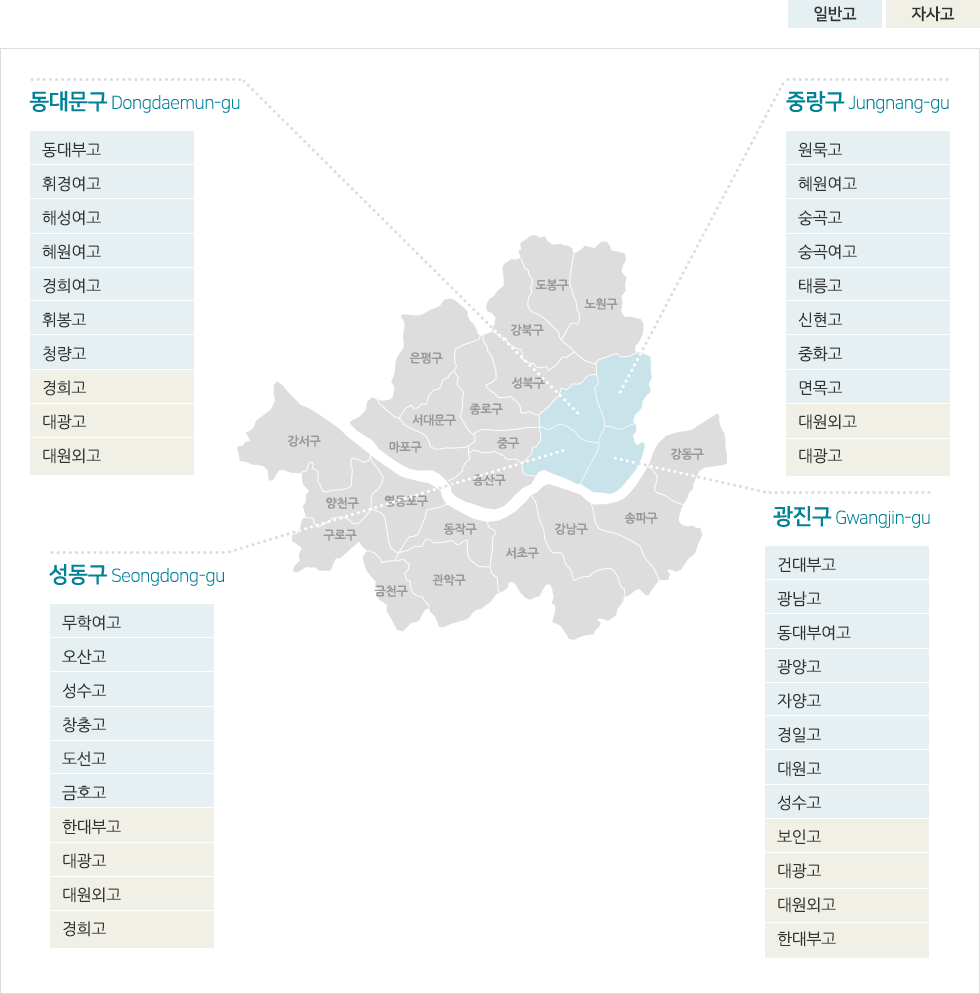 일반고
자사고
동대문구 Dongdaemun-gu
동대부고
휘경여고
해성여고
혜원여고
경희여고
휘봉고
청량고
경희고
대광고
대원외고
중랑구 Jungnang-gu
원묵고
혜원여고
숭곡고
숭곡여고
태릉고
신현고
중화고
면목고
대원외고
대광고
도봉구
노원구
강북구
은평구
성북구
종로구
서대문구
강서구
마포구
중구
강동구
용산구
양천구
영등포구
송파구
구로구
동작구
강남구
서초구
관악구
금천구
성동구 Seongdong-gu
무학여고
오산고
성수고
창충고
도선고
금호고
한대부고
대광고
대원외고
경희고
광진구 Gwangjin-gu
건대부고
광남고
동대부여고
광양고
자양고
경일고
대원고
성수고
보인고
대광고
대원외고
한대부고